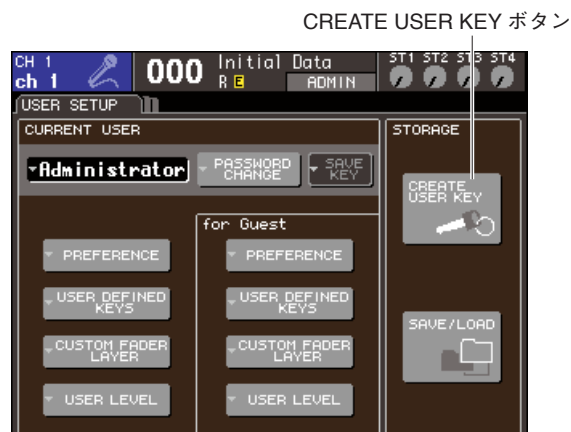 CREATE USER KEY ボタン
CH 1
ch 1
000
Initial Data
R E
ADMIN
ST1 ST2 ST3 ST4
USER SETUP
CURRENT USER
STORAGE
Administrator
PASSWORD CHANGE
SAVE KEY
CREATE USER KEY
for Guest
PREFERENCE
PREFERENCE
USER DEFINED KEYS
USER DEFINED KEYS
CUSTOM FADER LAYER
CUSTOM FADER LAYER
SAVE/LOAD
USER LEVEL
USER LEVEL